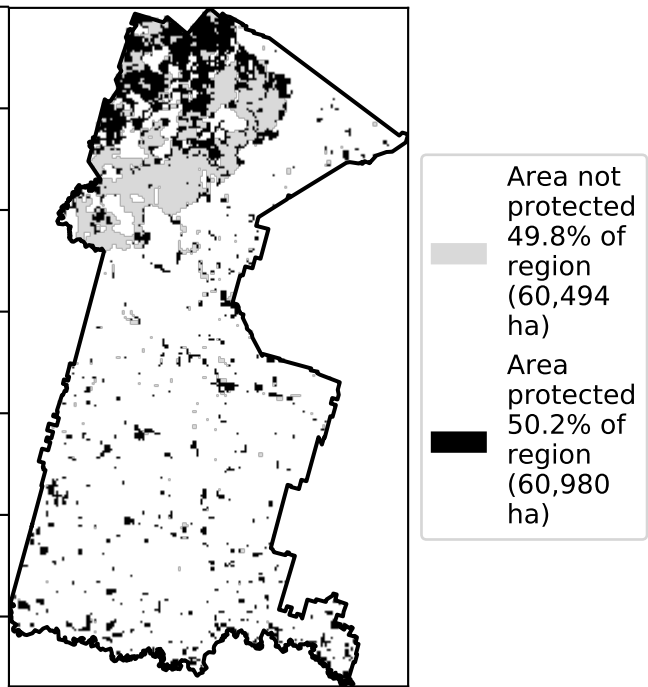 Area not
protected
49.8% of
region
(60,494
ha)
Area
protected
50.2% of
region
(60,980
ha)